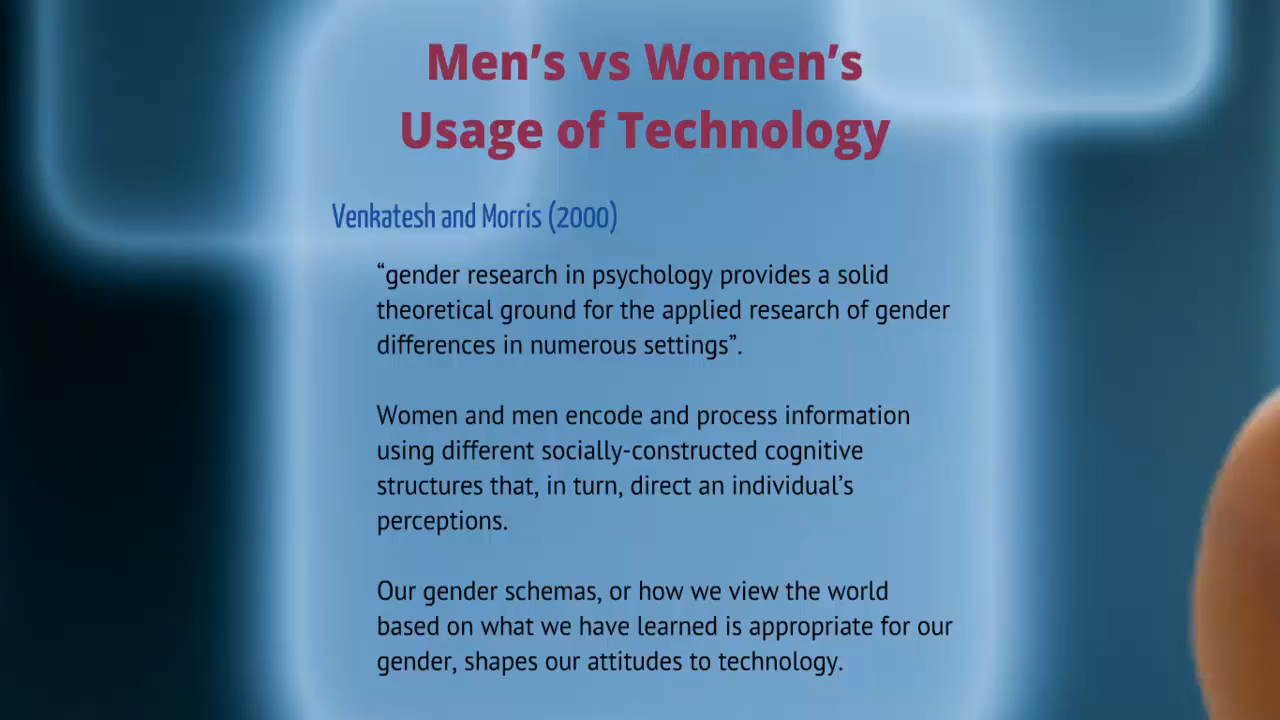 Men’s vs Women’s
Usage of Technology
Venkatesh and Morris (2000)
“gender research in psychology provides a solid
theoretical ground for the applied research of gender
differences in numerous settings”.
Women and men encode and process information
using different socially-constructed cognitive
structures that, in turn, direct an individual’s
perceptions.
Our gender schemas, or how we view the world
based on what we have learned is appropriate for our
gender, shapes our attitudes to technology.